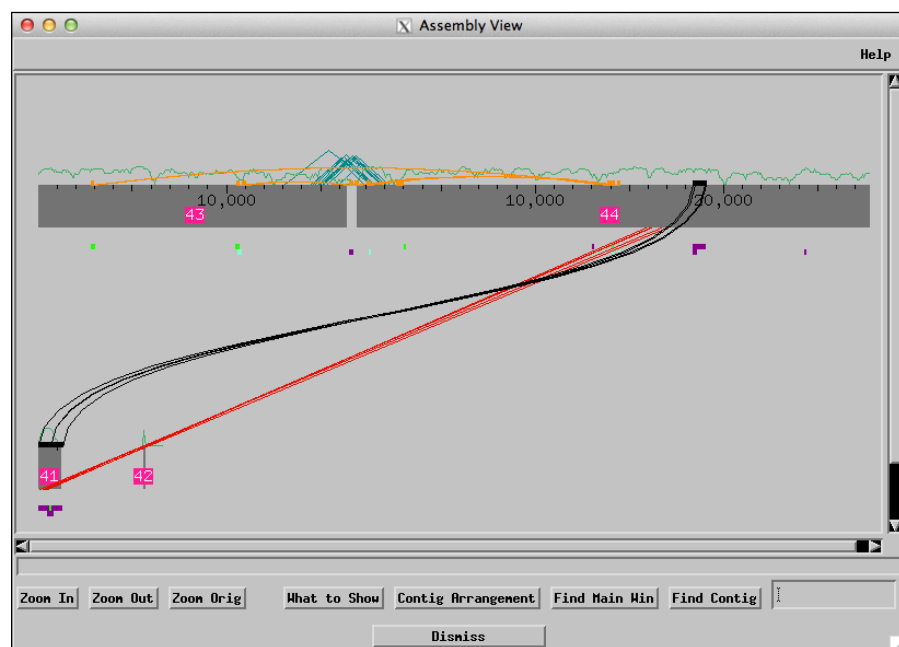 Assembly View
Help
10,000 10,000 20,000
43 44
41 42
Zoom In Zoom Out Zoom Orig What to Show Contig Arrangement Find Main Win Find Contig
Dismiss